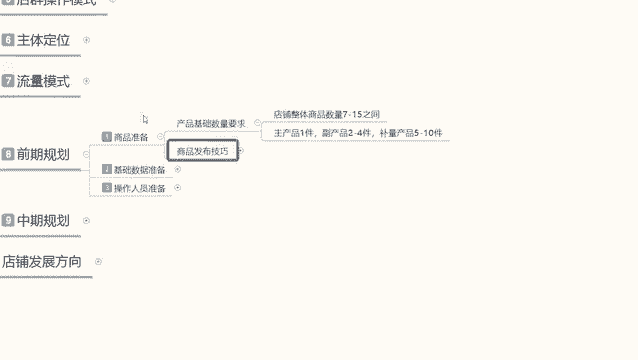 店群操作模式
6 主体定位
7 流量模式
8 前期规划
1 商品准备
产品基础数量要求
店铺整体商品数量7-15之间
主产品1件，副产品2-4件，补量产品5-10件
商品发布技巧
2 基础数据准备
3 操作人员准备
9 中期规划
店铺发展方向